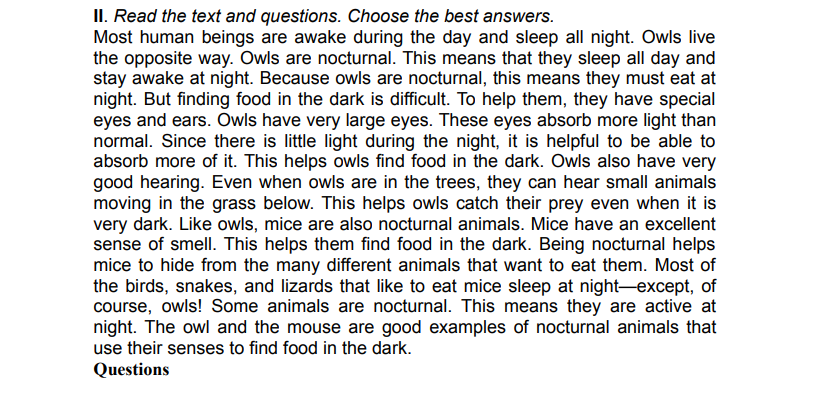 II. Read the text and questions. Choose the best answers.
Most human beings are awake during the day and sleep all night. Owls live
the opposite way. Owls are nocturnal. This means that they sleep all day and
stay awake at night. Because owls are nocturnal, this means they must eat at
night. But finding food in the dark is difficult. To help them, they have special
eyes and ears. Owls have very large eyes. These eyes absorb more light than
normal. Since there is little light during the night, it is helpful to be able to
absorb more of it. This helps owls find food in the dark. Owls also have very
good hearing. Even when owls are in the trees, they can hear small animals
moving in the grass below. This helps owls catch their prey even when it is
very dark. Like owls, mice are also nocturnal animals. Mice have an excellent
sense of smell. This helps them find food in the dark. Being nocturnal helps
mice to hide from the many different animals that want to eat them. Most of
the birds, snakes, and lizards that like to eat mice sleep at night—except, of
course, owls! Some animals are nocturnal. This means they are active at
night. The owl and the mouse are good examples of nocturnal animals that
use their senses to find food in the dark.
Questions